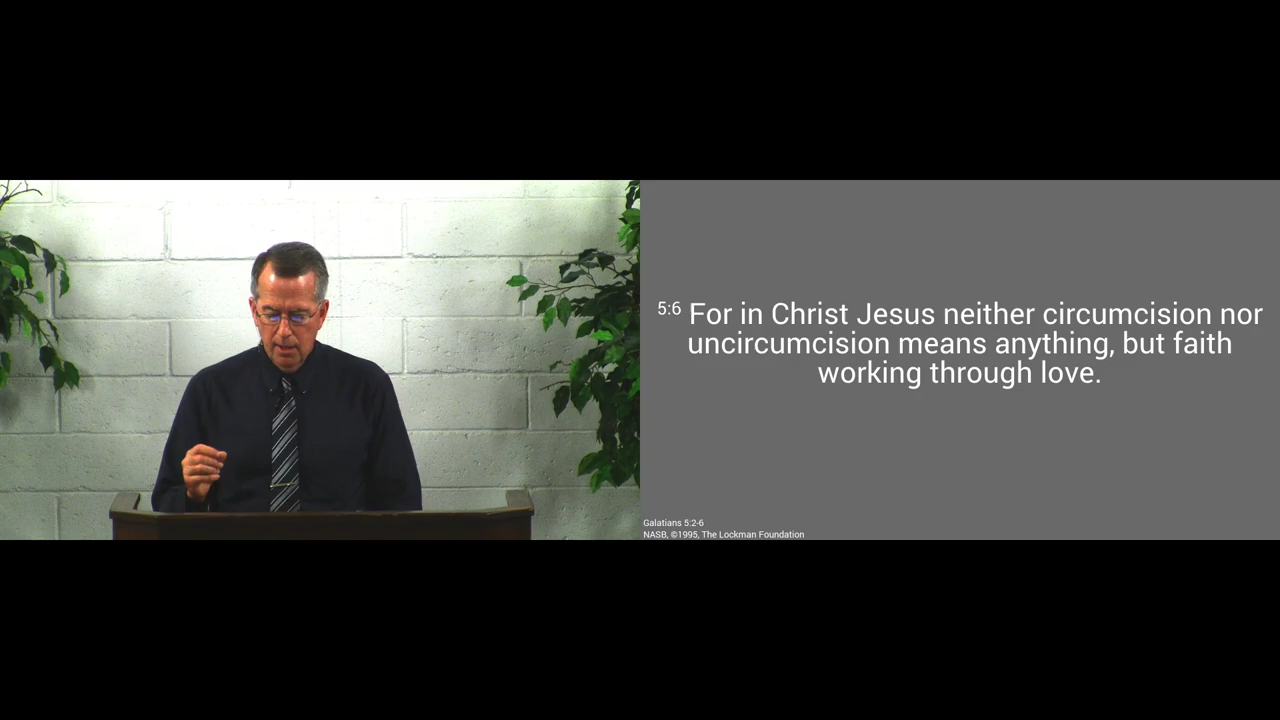 5:6 For in Christ Jesus neither circumcision nor
uncircumcision means anything, but faith
working through love.
Galatians 5:2-6
NASB, ©1995, The Lockman Foundation